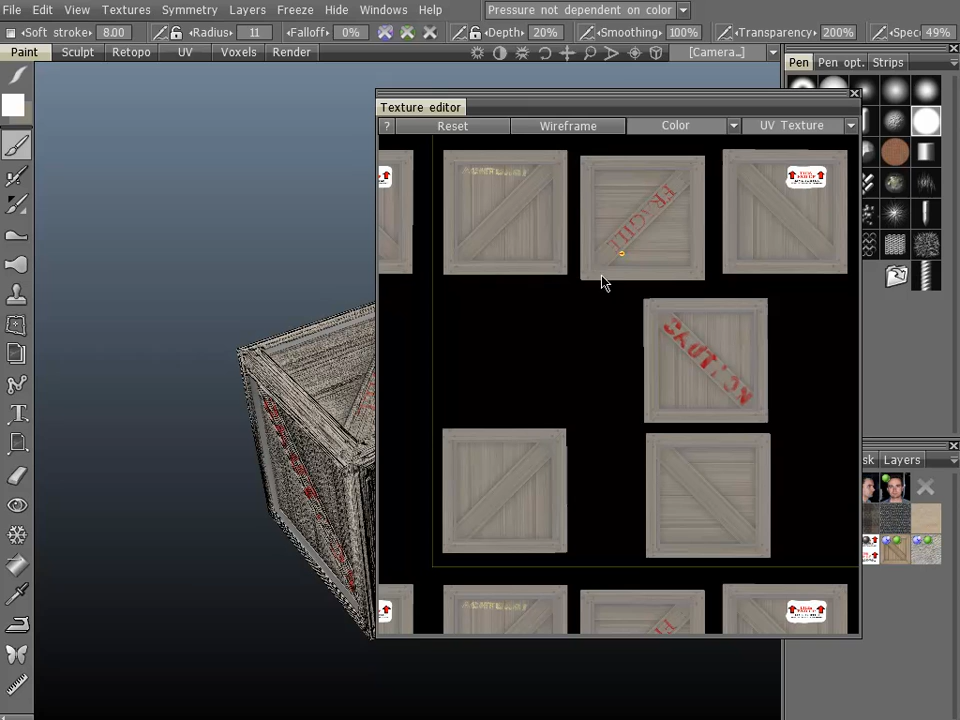 File Edit View Textures Symmetry Layers Freeze Hide Windows Help Pressure not dependent on color
Soft stroke 8.00 Radius: 11 Falloff: 0% Depth: 20% Smoothing: 100% Transparency: 200% Spec 49%
Paint Sculpt Retopo UV Voxels Render [Camera...] Pen Pen opt. Strips
Texture editor
? Reset Wireframe Color UV Texture
FRAGILE
CAUTION
sk Layers